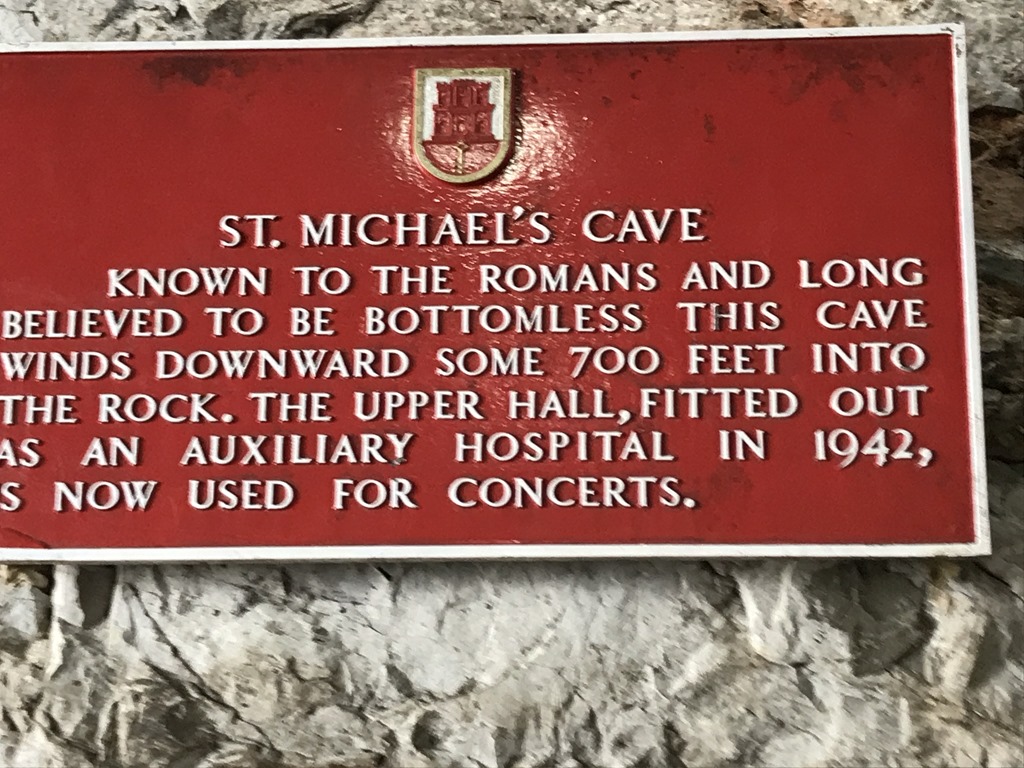 ST. MICHAEL'S CAVE
KNOWN TO THE ROMANS AND LONG
BELIEVED TO BE BOTTOMLESS THIS CAVE
WINDS DOWNWARD SOME 700 FEET INTO
THE ROCK. THE UPPER HALL, FITTED OUT
AS AN AUXILIARY HOSPITAL IN 1942,
S NOW USED FOR CONCERTS.